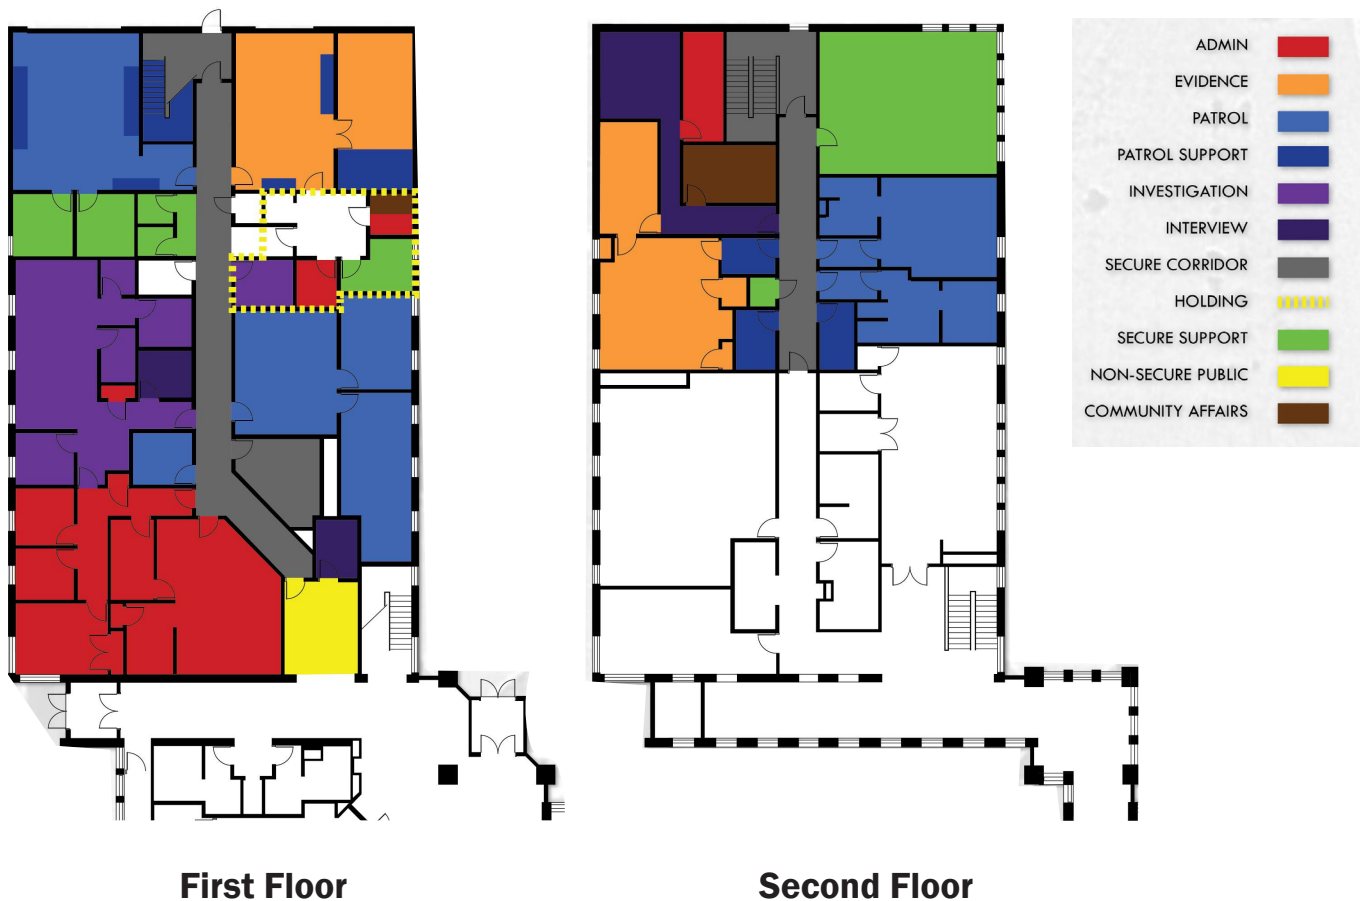 ADMIN
EVIDENCE
PATROL
PATROL SUPPORT
INVESTIGATION
INTERVIEW
SECURE CORRIDOR
HOLDING
SECURE SUPPORT
NON-SECURE PUBLIC
COMMUNITY AFFAIRS
First Floor
Second Floor